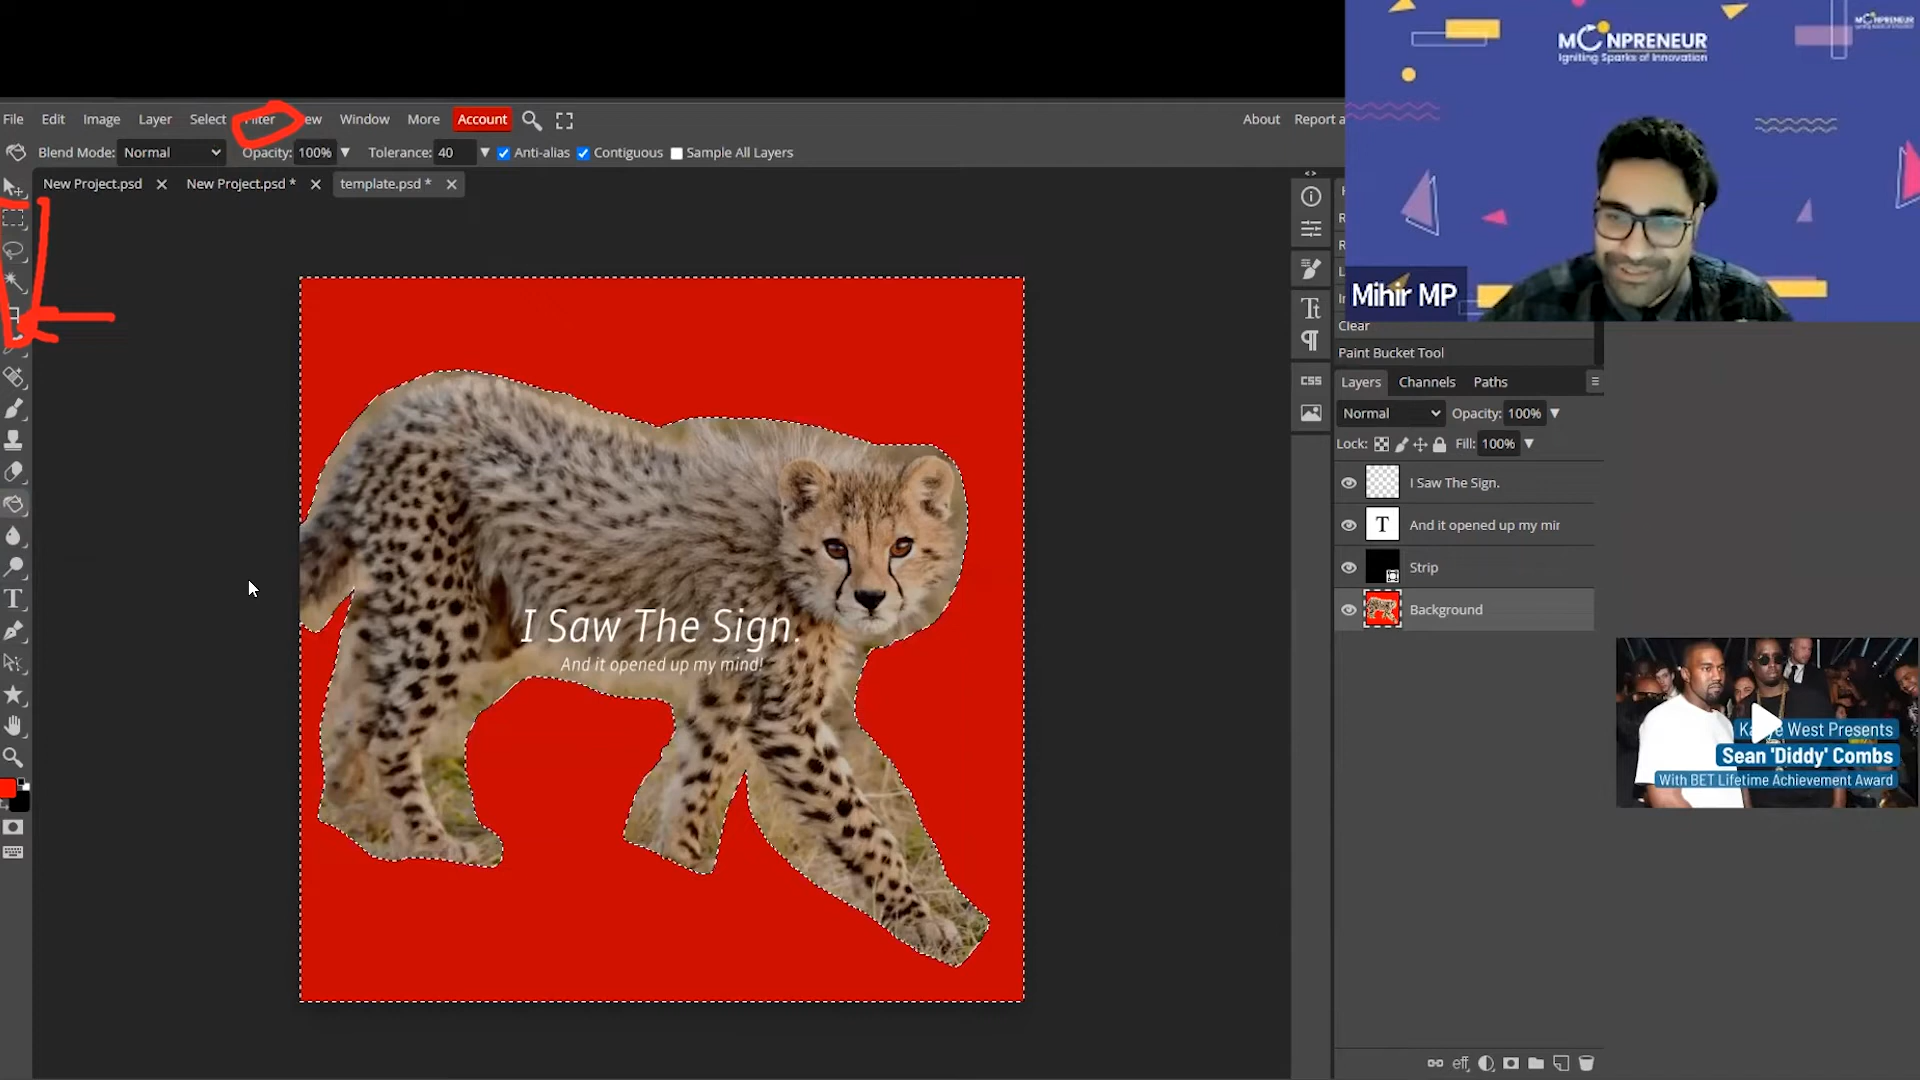 File Edit Image Layer Select Filter View Window More Account About Report a
Blend Mode: Normal Opacity: 100% Tolerance: 40 Anti-alias Contiguous Sample All Layers
New Project.psd New Project.psd * template.psd *
MOONPRENEUR
Igniting Sparks of Innovation
Mihir MP
Clear
Paint Bucket Tool
Layers Channels Paths
Normal Opacity: 100%
Lock: Fill: 100%
I Saw The Sign.
And it opened up my mir
Strip
Background
CSS
T
eff
I Saw The Sign.
And it opened up my mind!
West Presents
Sean 'Diddy' Combs
With BET Lifetime Achievement Award